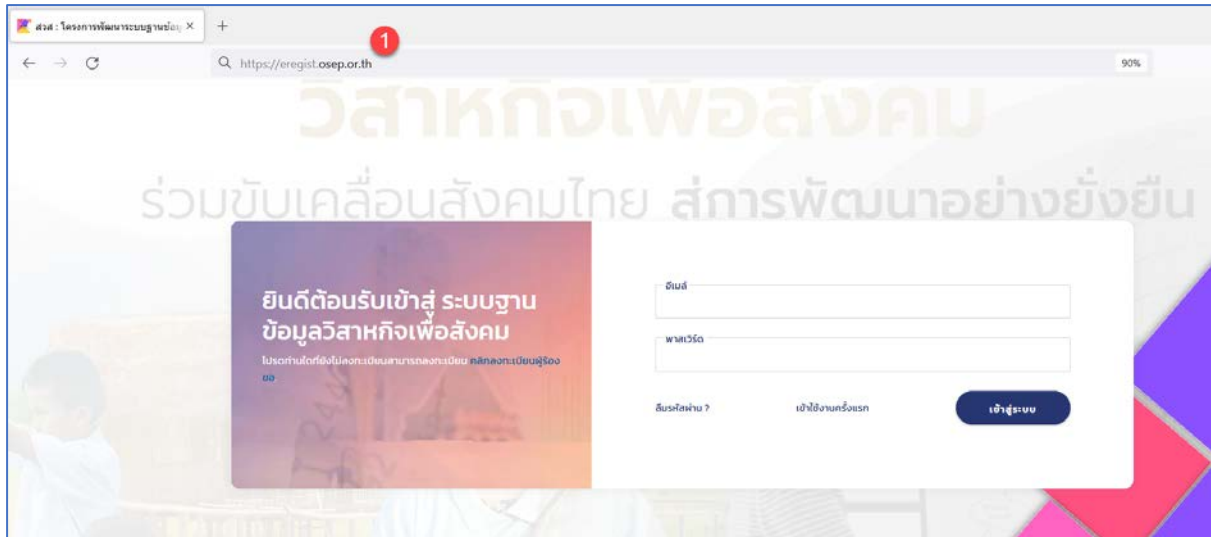 สวส : โครงการพัฒนาระบบฐานข้อมู
1
https://eregist.osep.or.th
90%
วิสาหกิจเพื่อสังคม
ร่วมขับเคลื่อนสังคมไทย สู่การพัฒนาอย่างยั่งยืน
ยินดีต้อนรับเข้าสู่ ระบบฐาน
ข้อมูลวิสาหกิจเพื่อสังคม
โปรดท่านใดที่ยังไม่ลงทะเบียนสามารถลงทะเบียน คลิกลงทะเบียนผู้ร้อง
ขอ
อีเมล์
พาสเวิร์ด
ลืมรหัสผ่าน ?
เข้าใช้งานครั้งแรก
เข้าสู่ระบบ